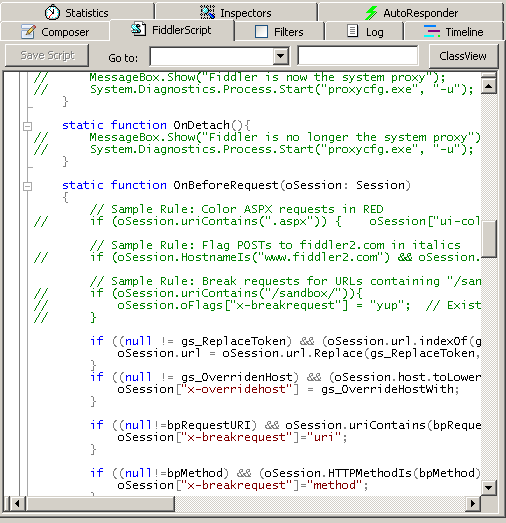 Statistics Inspectors AutoResponder
Composer FiddlerScript Filters Log Timeline
Save Script Go to: ClassView
// MessageBox.Show("Fiddler is now the system proxy");
// System.Diagnostics.Process.Start("proxycfg.exe", "-u");
}
static function OnDetach(){
// MessageBox.Show("Fiddler is no longer the system proxy")
// System.Diagnostics.Process.Start("proxycfg.exe", "-u");
}
static function OnBeforeRequest(oSession: Session)
{
// Sample Rule: Color ASPX requests in RED
// if (oSession.uriContains(".aspx")) { oSession["ui-col
// Sample Rule: Flag POSTs to fiddler2.com in italics
// if (oSession.HostnameIs("www.fiddler2.com") && oSession.
// Sample Rule: Break requests for URLs containing "/san
// if (oSession.uriContains("/sandbox/")){
// oSession.oFlags["x-breakrequest"] = "yup"; // Exist
// }
if ((null != gs_ReplaceToken) && (oSession.url.indexOf(g
oSession.url = oSession.url.Replace(gs_ReplaceToken,
}
if ((null != gs_OverridenHost) && (oSession.host.toLower
oSession["x-overridehost"] = gs_OverrideHostWith;
}
if ((null!=bpRequestURI) && oSession.uriContains(bpReque
oSession["x-breakrequest"]="uri";
}
if ((null!=bpMethod) && (oSession.HTTPMethodIs(bpMethod)
oSession["x-breakrequest"]="method";
}